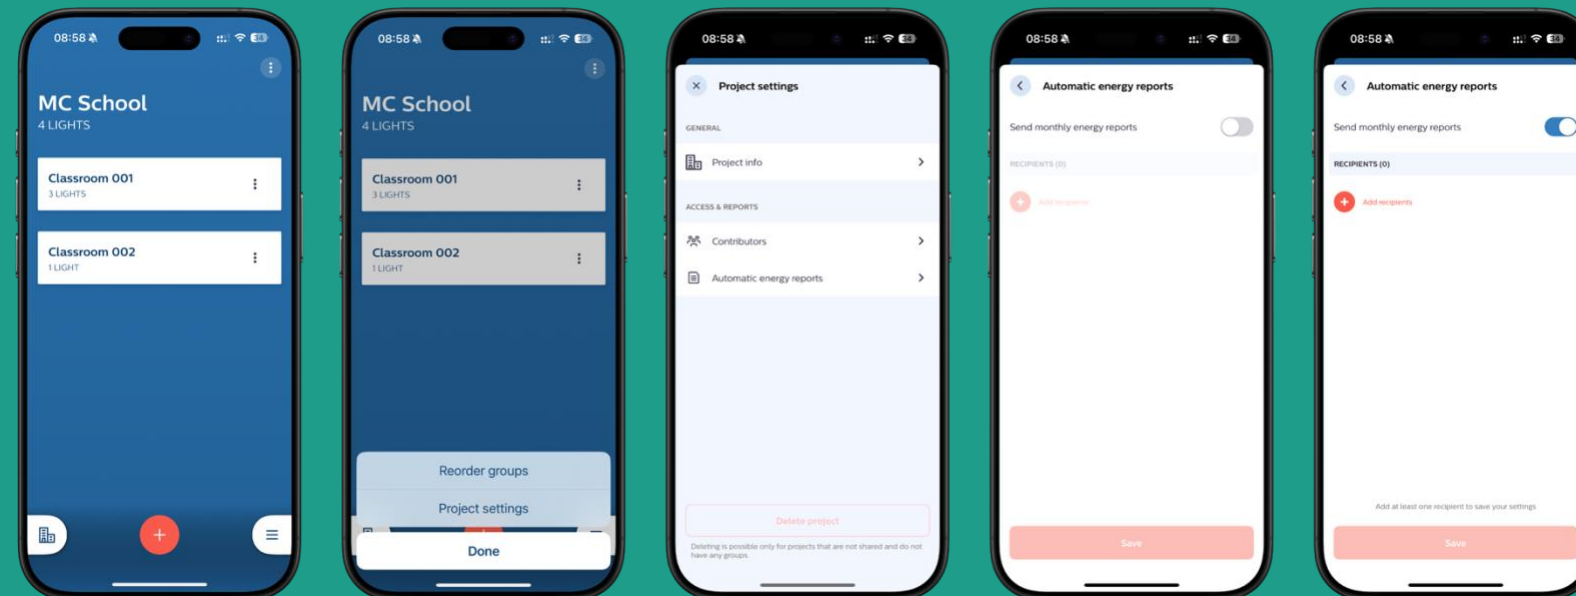 08:58
34
MC School
4 LIGHTS
Classroom 001
3 LIGHTS
Classroom 002
1 LIGHT
08:58
34
MC School
4 LIGHTS
Classroom 001
3 LIGHTS
Classroom 002
1 LIGHT
Reorder groups
Project settings
Done
08:58
34
Project settings
GENERAL
Project info
ACCESS & REPORTS
Contributors
Automatic energy reports
Delete project
Deleting is possible only for projects that are not shared and do not
have any groups.
08:58
34
Automatic energy reports
Send monthly energy reports
RECIPIENTS (0)
Add recipients
Save
08:58
34
Automatic energy reports
Send monthly energy reports
RECIPIENTS (0)
Add recipients
Add at least one recipient to save your settings
Save